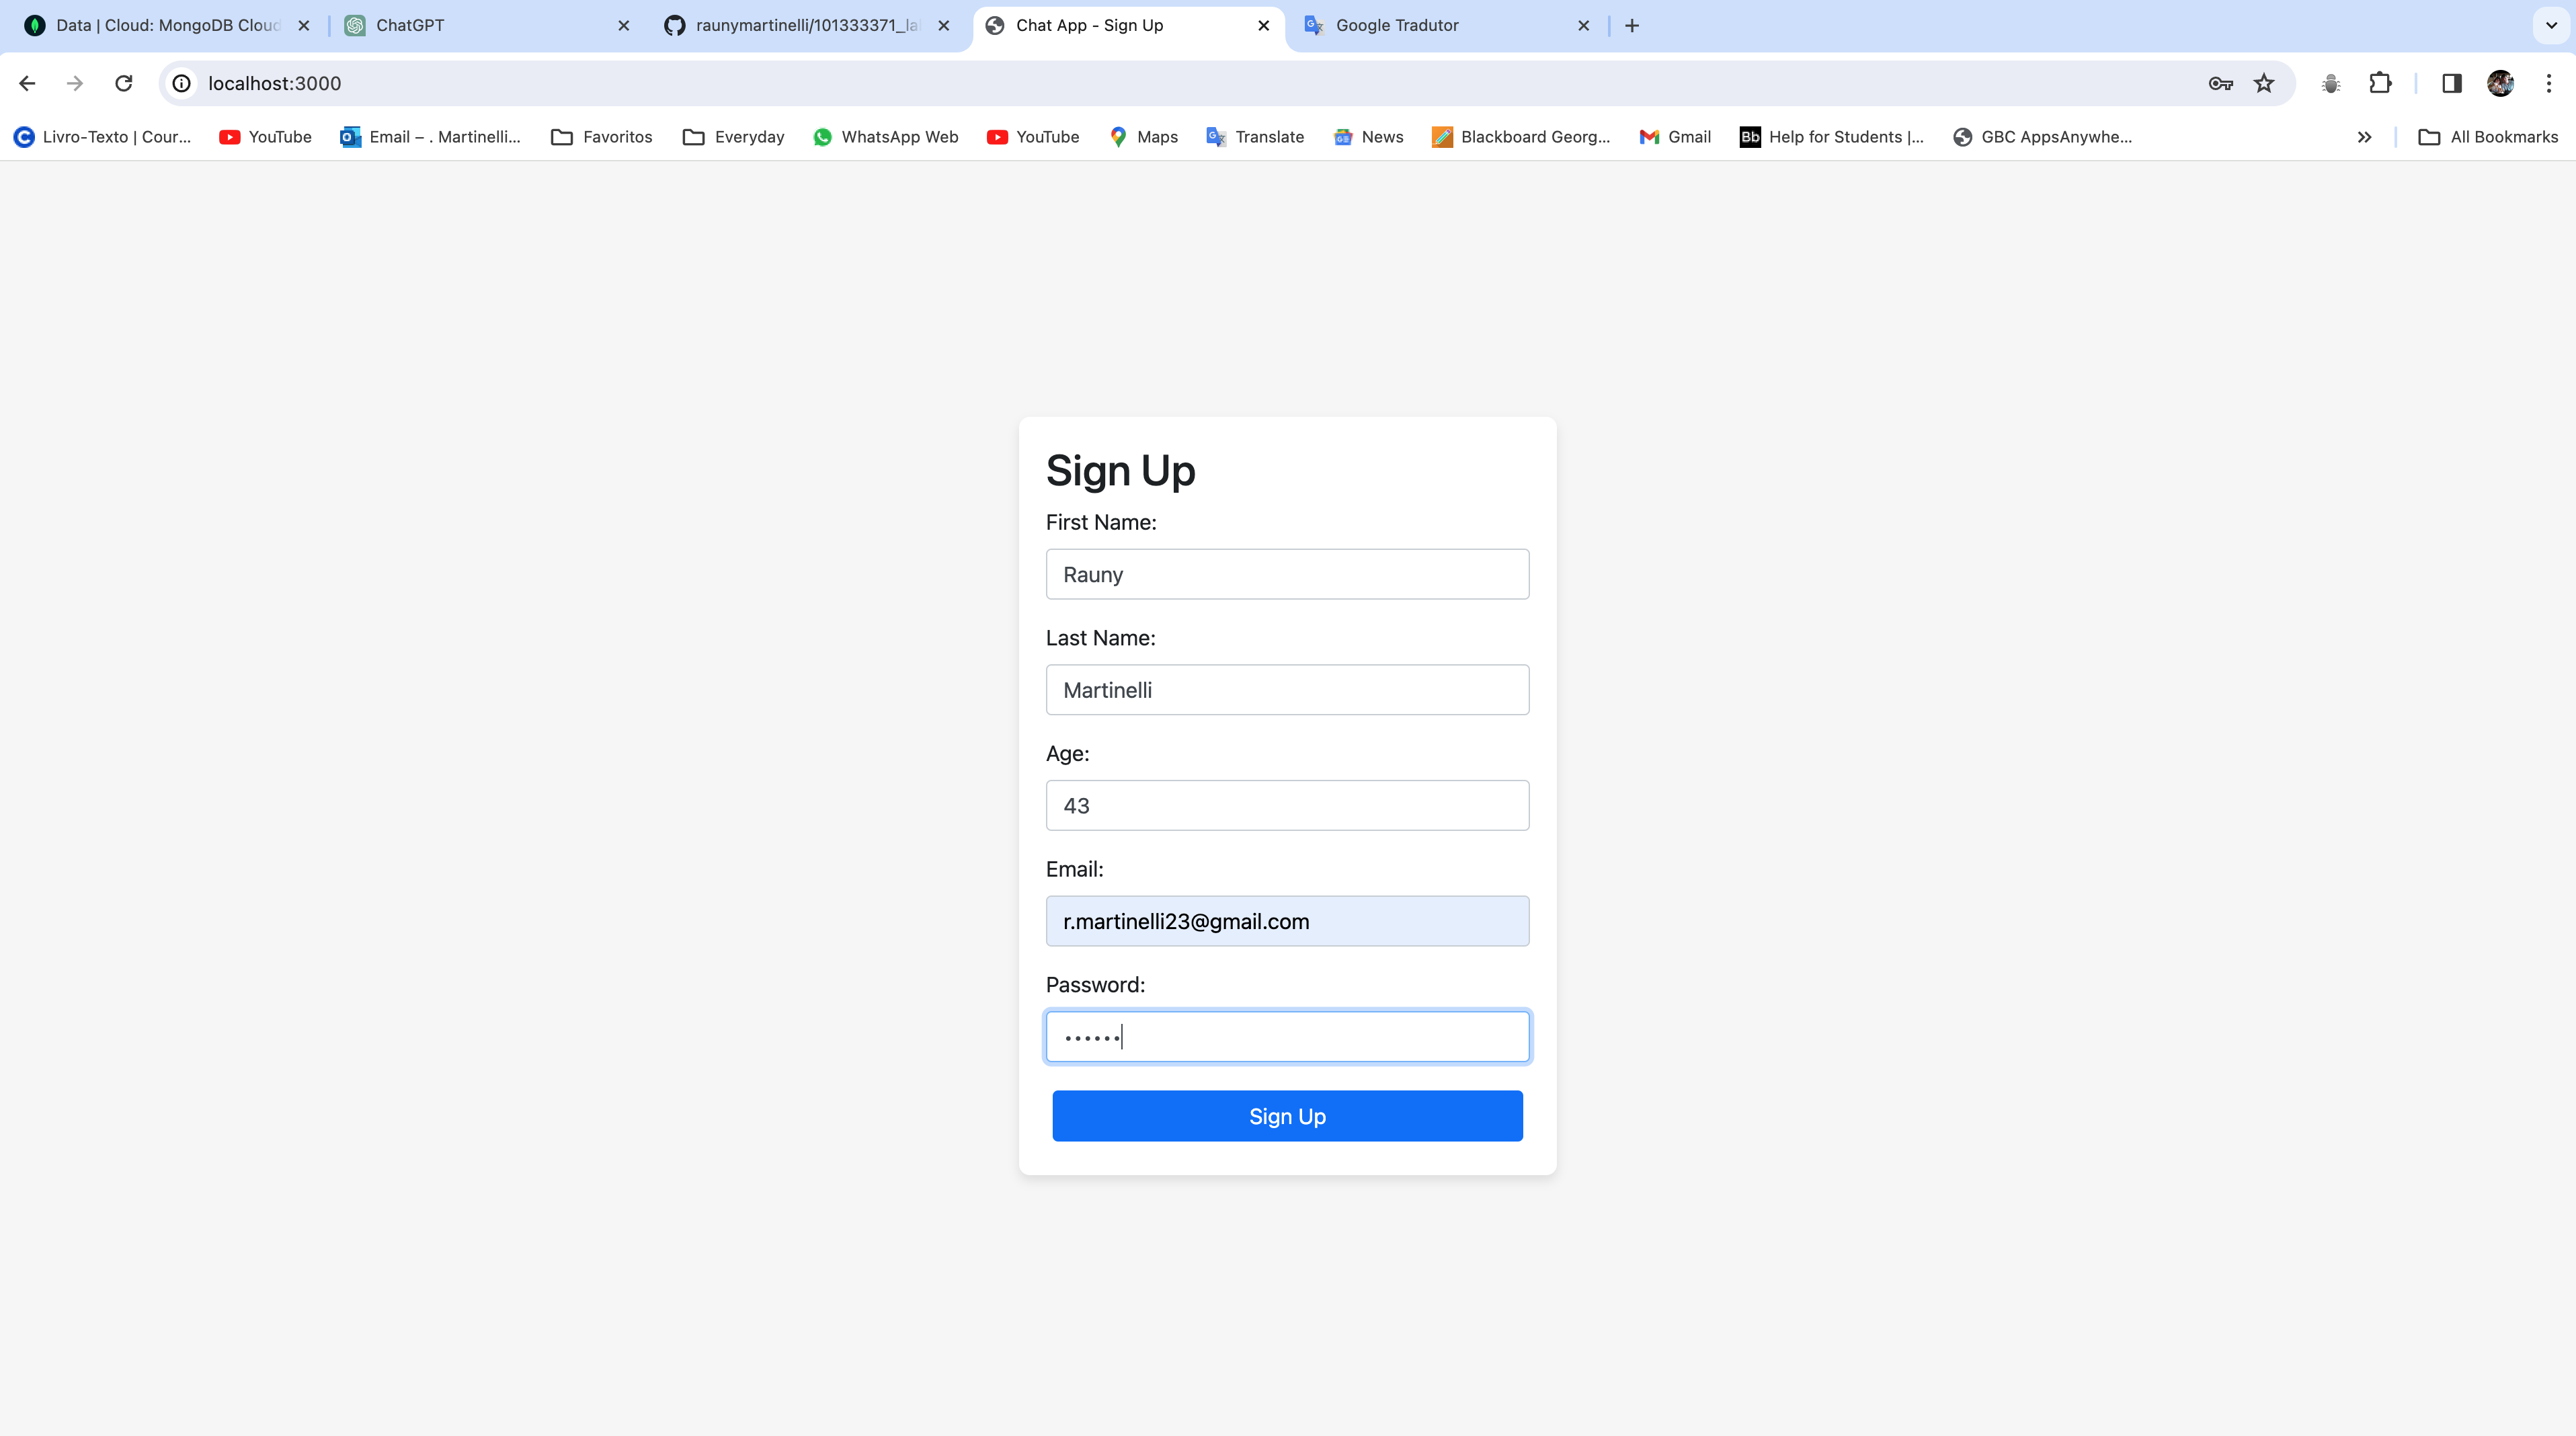 Data | Cloud: MongoDB Cloud
ChatGPT
raunymartinelli/101333371_la
Chat App - Sign Up
Google Tradutor
localhost:3000
Livro-Texto | Cour...
YouTube
Email – . Martinelli...
Favoritos
Everyday
WhatsApp Web
YouTube
Maps
Translate
News
Blackboard Georg...
Gmail
Bb
Help for Students |...
GBC AppsAnywhe...
All Bookmarks
Sign Up
First Name:
Rauny
Last Name:
Martinelli
Age:
43
Email:
r.martinelli23@gmail.com
Password:
••••••
Sign Up